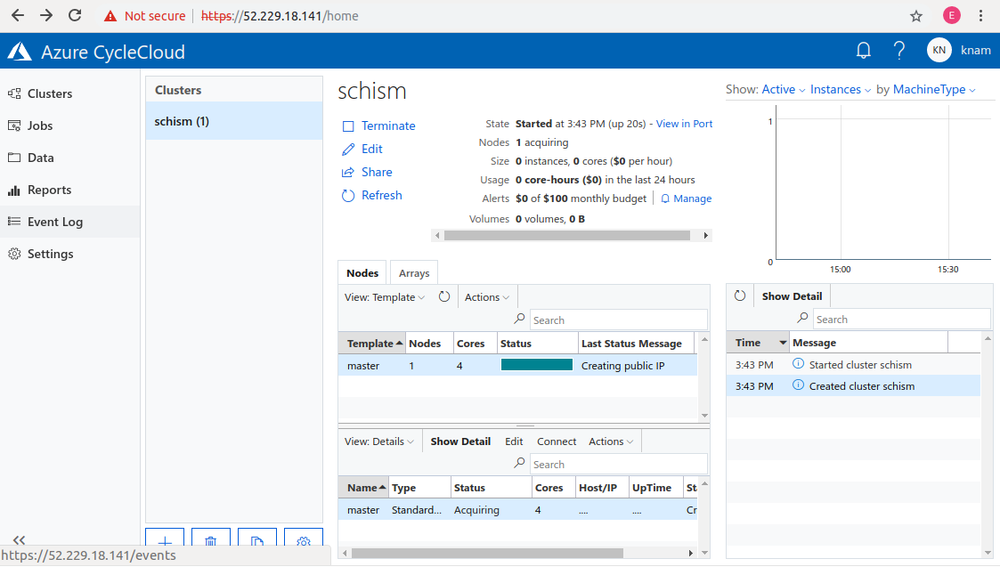 Not secure | https://52.229.18.141/home
E
Azure CycleCloud
KN knam
Clusters
Jobs
Data
Reports
Event Log
Settings
https://52.229.18.141/events
Clusters
schism (1)
schism
Terminate
Edit
Share
Refresh
State Started at 3:43 PM (up 20s) - View in Port
Nodes 1 acquiring
Size 0 instances, 0 cores ($0 per hour)
Usage 0 core-hours ($0) in the last 24 hours
Alerts $0 of $100 monthly budget | Manage
Volumes 0 volumes, 0 B
Nodes Arrays
View: Template Actions
Search
Template Nodes Cores Status Last Status Message
master 1 4 Creating public IP
View: Details Show Detail Edit Connect Actions
Search
Name Type Status Cores Host/IP UpTime St
master Standard... Acquiring 4 .... .... Cr
Show: Active Instances by MachineType
1
0
15:00 15:30
Show Detail
Search
Time Message
3:43 PM Started cluster schism
3:43 PM Created cluster schism